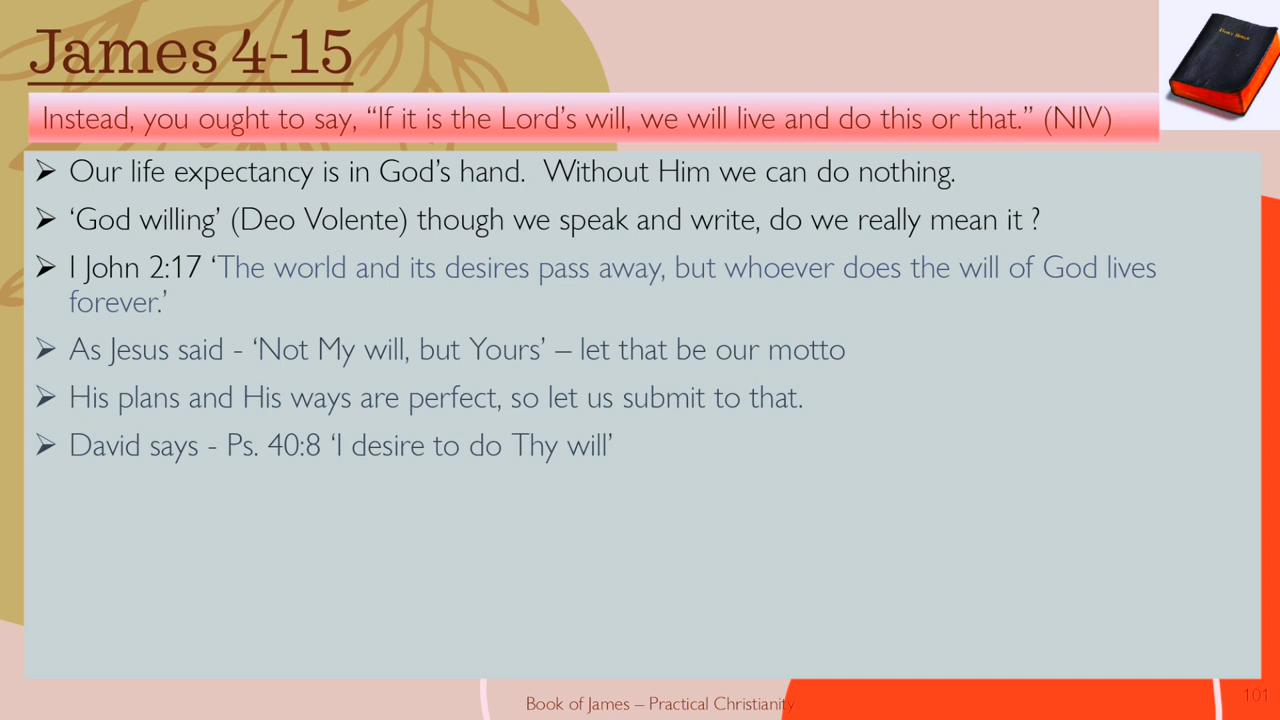 James 4-15
Instead, you ought to say, “If it is the Lord’s will, we will live and do this or that.” (NIV)
➢ Our life expectancy is in God’s hand.  Without Him we can do nothing.
➢ ‘God willing’ (Deo Volente) though we speak and write, do we really mean it ?
➢ I John 2:17 ‘The world and its desires pass away, but whoever does the will of God lives
forever.’
➢ As Jesus said - ‘Not My will, but Yours’ – let that be our motto
➢ His plans and His ways are perfect, so let us submit to that.
➢ David says - Ps. 40:8 ‘I desire to do Thy will’
Book of James – Practical Christianity
101